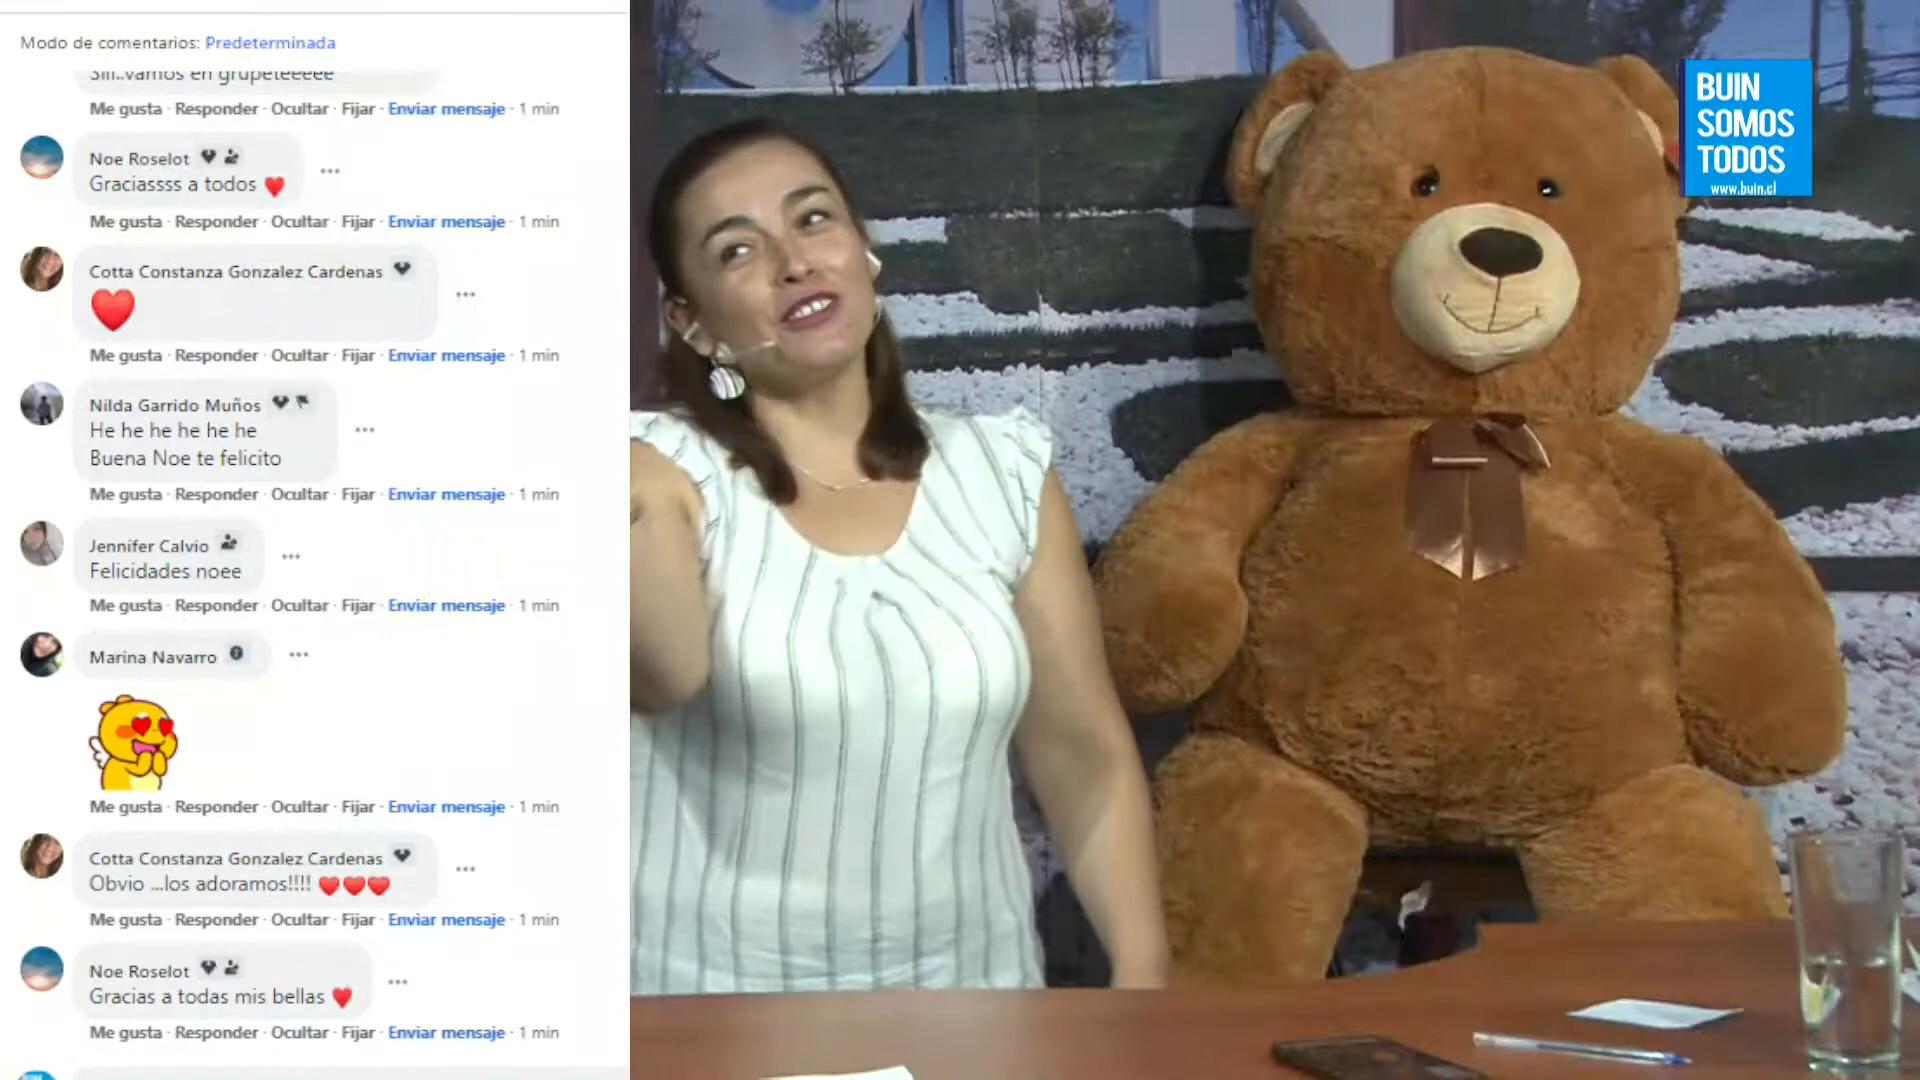 Modo de comentarios: Predeterminada
Siii..vamos en grupeteeeee
Me gusta · Responder · Ocultar · Fijar · Enviar mensaje · 1 min
Noe Roselot
Graciassss a todos
Me gusta · Responder · Ocultar · Fijar · Enviar mensaje · 1 min
Cotta Constanza Gonzalez Cardenas
Me gusta · Responder · Ocultar · Fijar · Enviar mensaje · 1 min
Nilda Garrido Muños
He he he he he he
Buena Noe te felicito
Me gusta · Responder · Ocultar · Fijar · Enviar mensaje · 1 min
Jennifer Calvio
Felicidades noee
Me gusta · Responder · Ocultar · Fijar · Enviar mensaje · 1 min
Marina Navarro
Me gusta · Responder · Ocultar · Fijar · Enviar mensaje · 1 min
Cotta Constanza Gonzalez Cardenas
Obvio ...los adoramos!!!!
Me gusta · Responder · Ocultar · Fijar · Enviar mensaje · 1 min
Noe Roselot
Gracias a todas mis bellas
Me gusta · Responder · Ocultar · Fijar · Enviar mensaje · 1 min
BUIN
SOMOS
TODOS
www.buin.cl